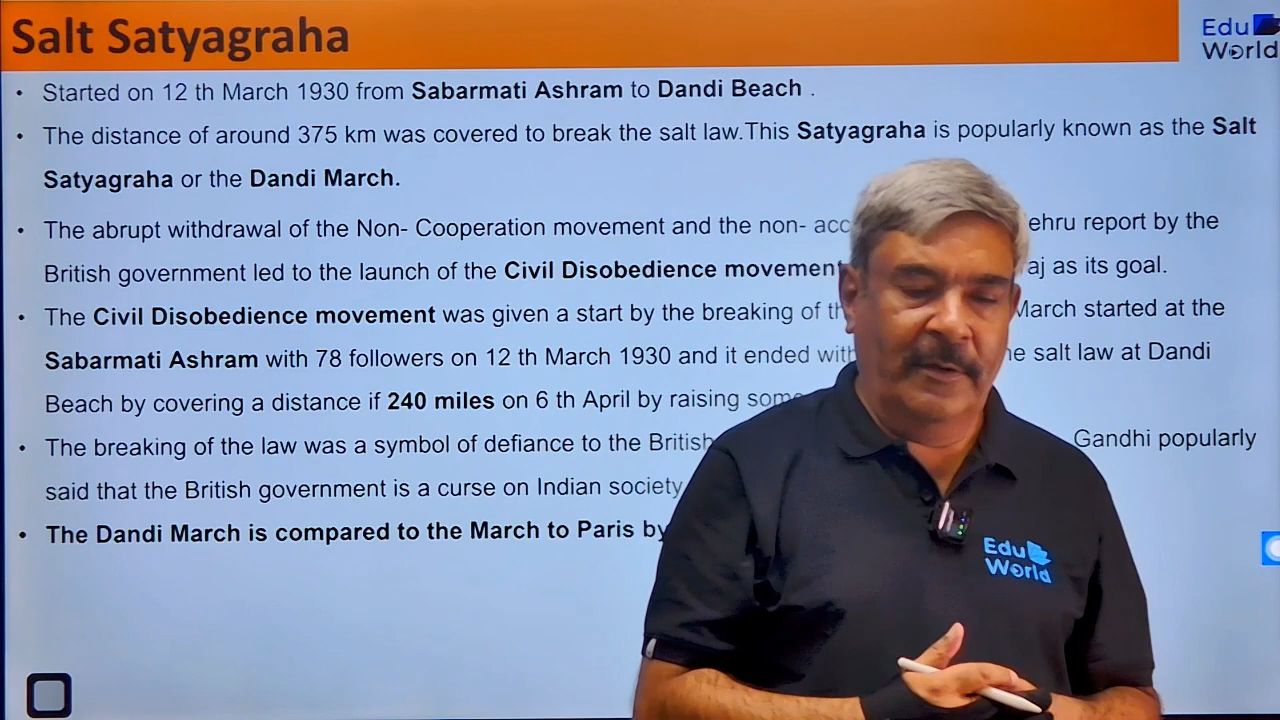 Salt Satyagraha
Edu
World
• Started on 12 th March 1930 from Sabarmati Ashram to Dandi Beach .
• The distance of around 375 km was covered to break the salt law.This Satyagraha is popularly known as the Salt
Satyagraha or the Dandi March.
• The abrupt withdrawal of the Non- Cooperation movement and the non- acc ehru report by the
British government led to the launch of the Civil Disobedience movement aj as its goal.
• The Civil Disobedience movement was given a start by the breaking of th March started at the
Sabarmati Ashram with 78 followers on 12 th March 1930 and it ended with he salt law at Dandi
Beach by covering a distance if 240 miles on 6 th April by raising some
• The breaking of the law was a symbol of defiance to the British Gandhi popularly
said that the British government is a curse on Indian society
• The Dandi March is compared to the March to Paris by
Edu
World